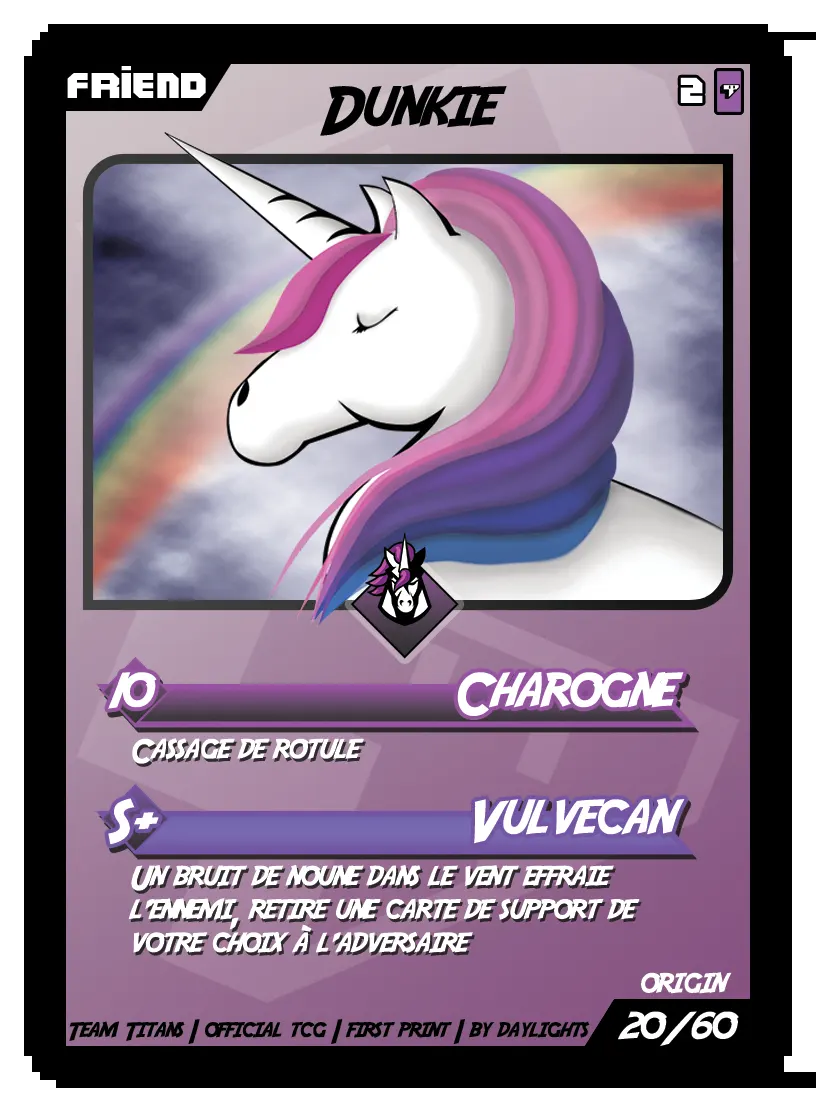 FRIEND
DUNKIE
2
10
CHAROGNE
CASSAGE DE ROTULE
S+
VULVECAN
UN BRUIT DE NOUNE DANS LE VENT EFFRAIE
L'ENNEMI, RETIRE UNE CARTE DE SUPPORT DE
VOTRE CHOIX À L'ADVERSAIRE
ORIGIN
TEAM TITANS | OFFICIAL TCG | FIRST PRINT | BY DAYLIGHTS
20/60